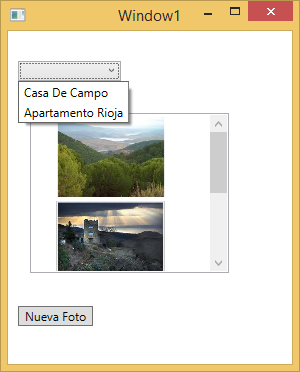 Window1
Casa De Campo
Apartamento Rioja
Nueva Foto